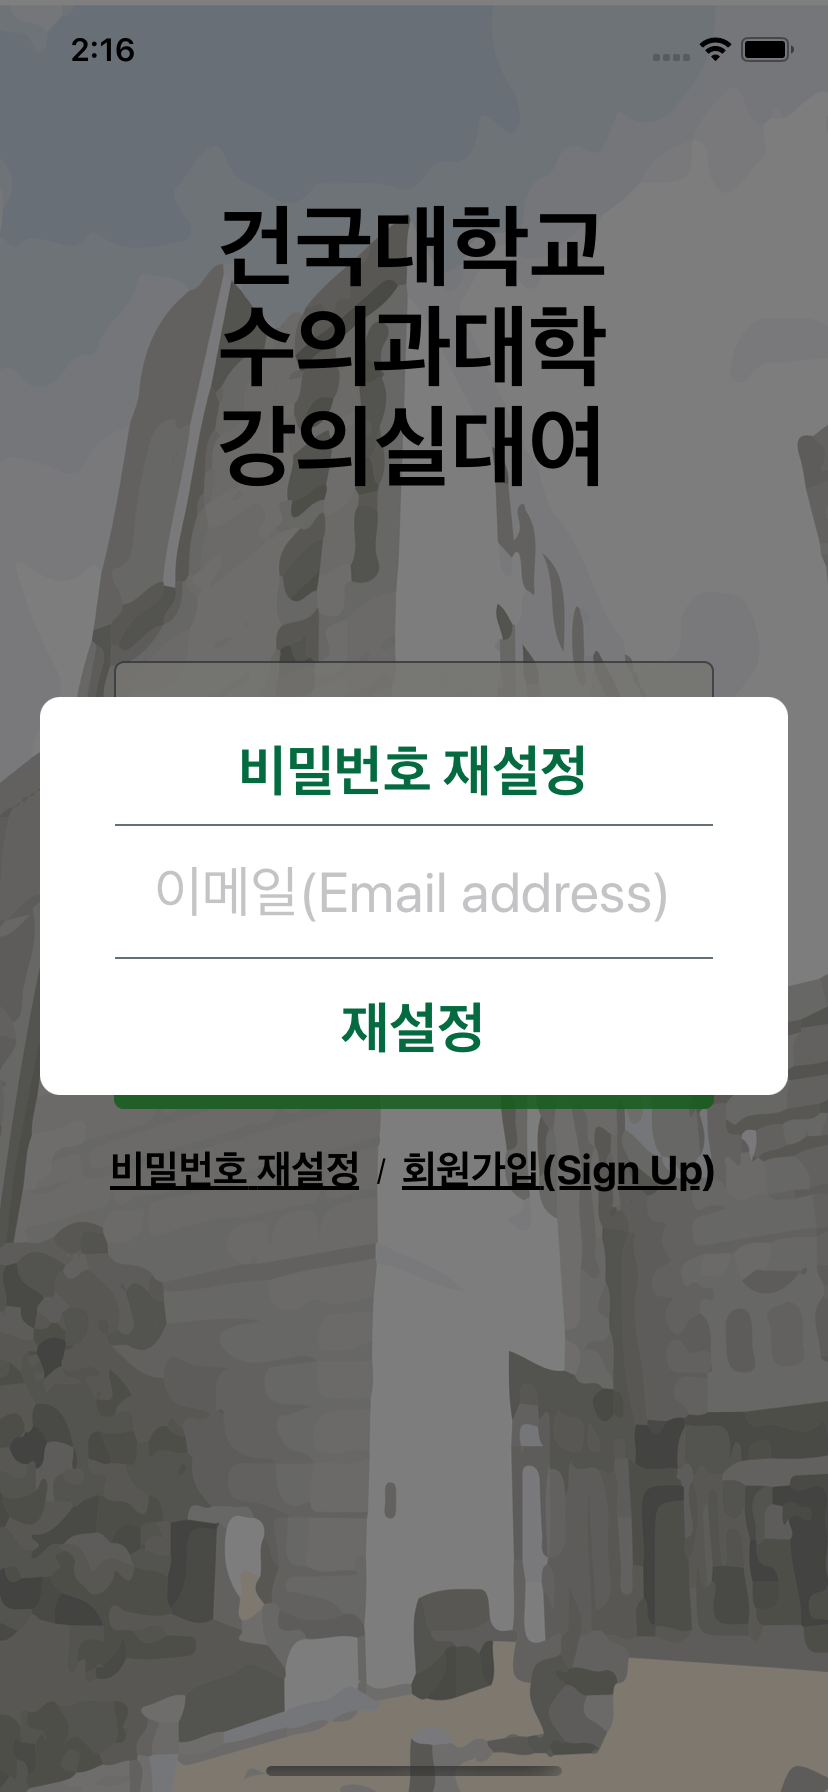 2:16
건국대학교
수의과대학
강의실대여
비밀번호 재설정
이메일(Email address)
재설정
비밀번호 재설정 / 회원가입(Sign Up)